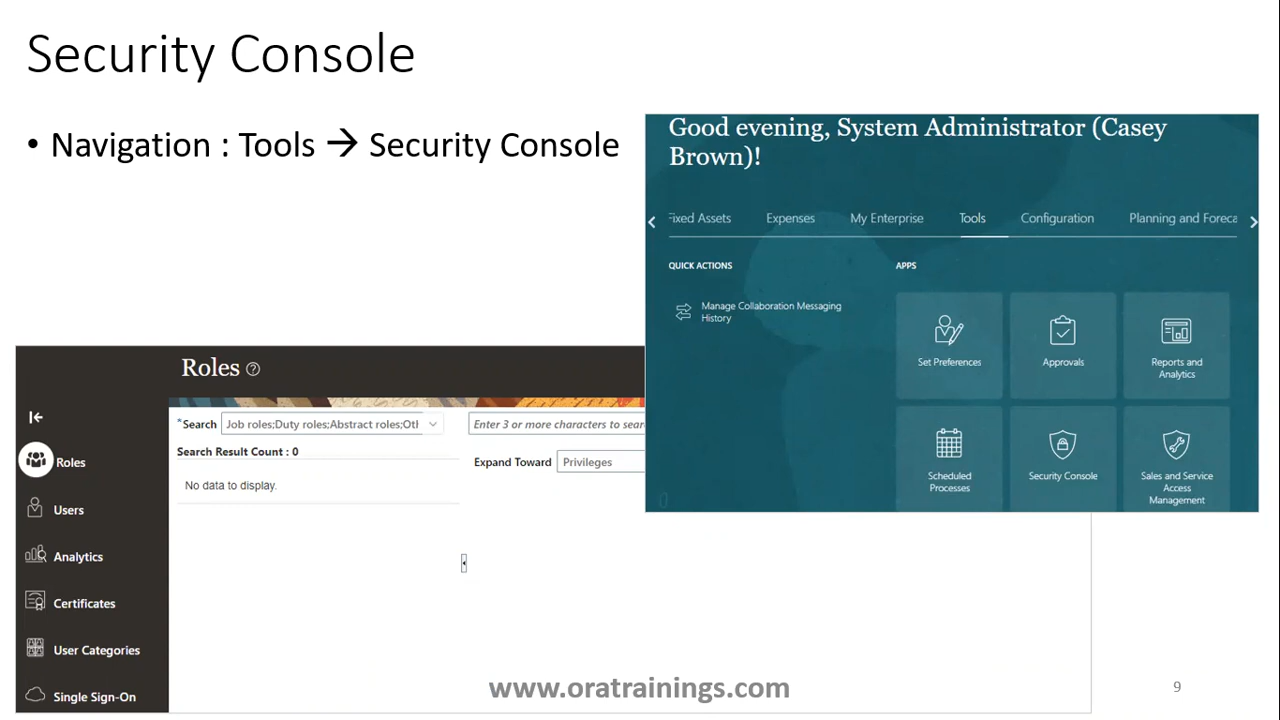 Security Console
• Navigation : Tools → Security Console
Good evening, System Administrator (Casey
Brown)!
Fixed Assets Expenses My Enterprise Tools Configuration Planning and Foreca
QUICK ACTIONS
APPS
Manage Collaboration Messaging
History
Set Preferences
Approvals
Reports and
Analytics
Scheduled
Processes
Security Console
Sales and Service
Access
Management
Roles
Roles
Users
Analytics
Certificates
User Categories
Single Sign-On
*Search Job roles;Duty roles;Abstract roles;Oth
Enter 3 or more characters to sear
Search Result Count : 0
Expand Toward Privileges
No data to display.
www.oratrainings.com
9